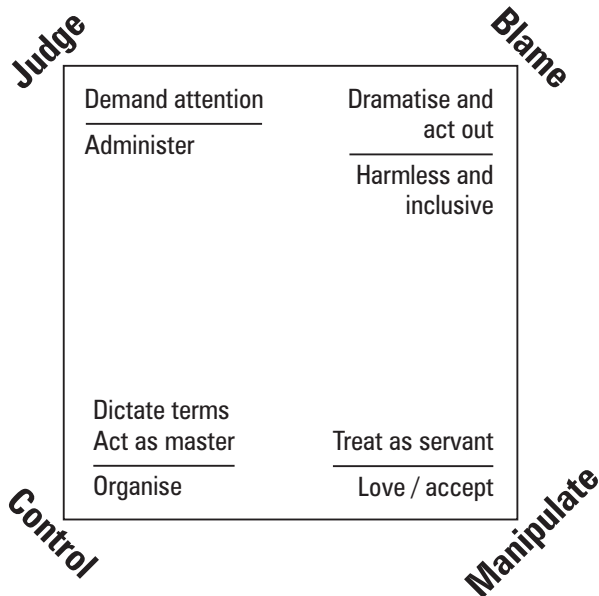 Judge
Blame
Demand attention
Administer
Dramatise and
act out
Harmless and
inclusive
Dictate terms
Act as master
Organise
Treat as servant
Love / accept
Control
Manipulate